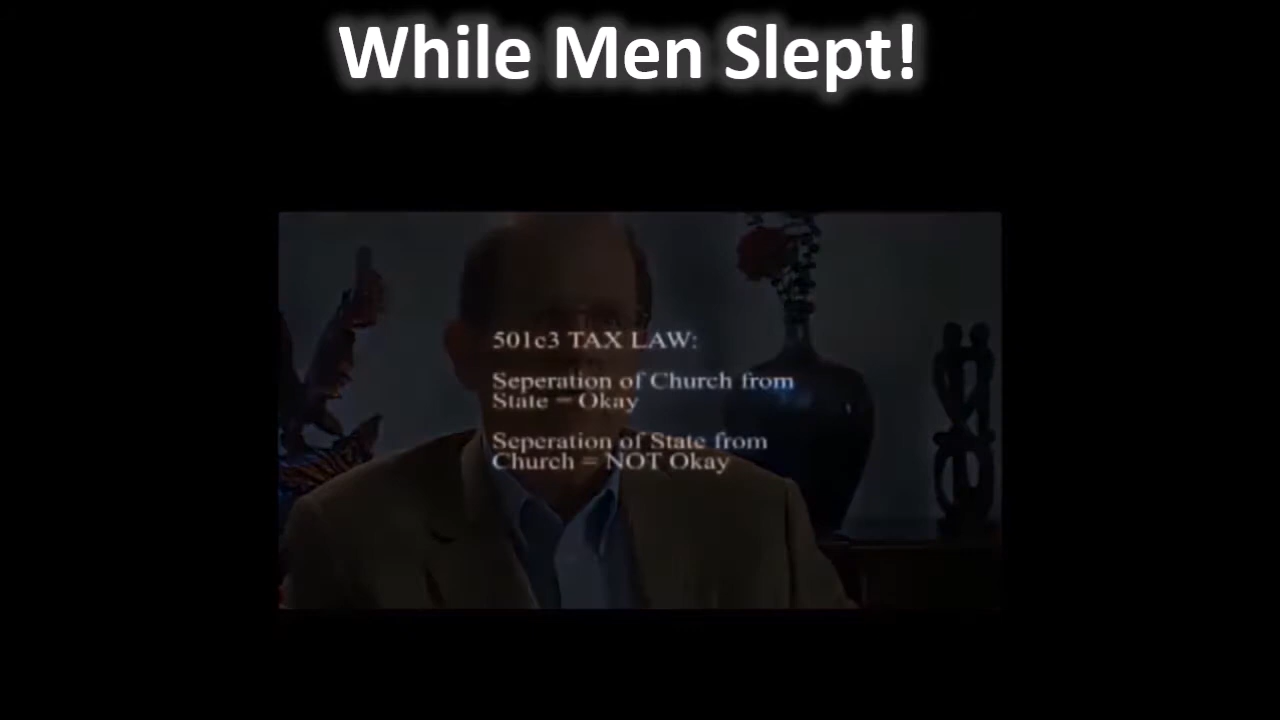 While Men Slept!
501c3 TAX LAW:
Seperation of Church from
State = Okay
Seperation of State from
Church = NOT Okay